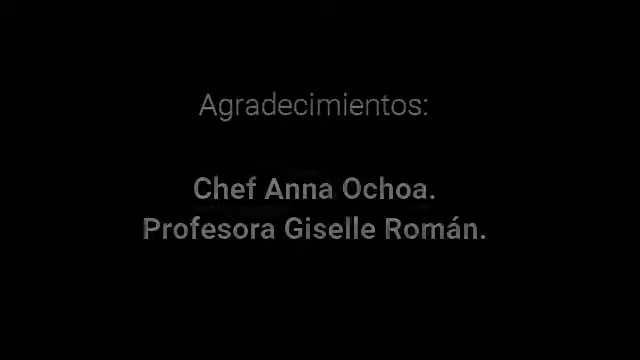 Agradecimientos:
Chef Anna Ochoa.
Profesora Giselle Román.